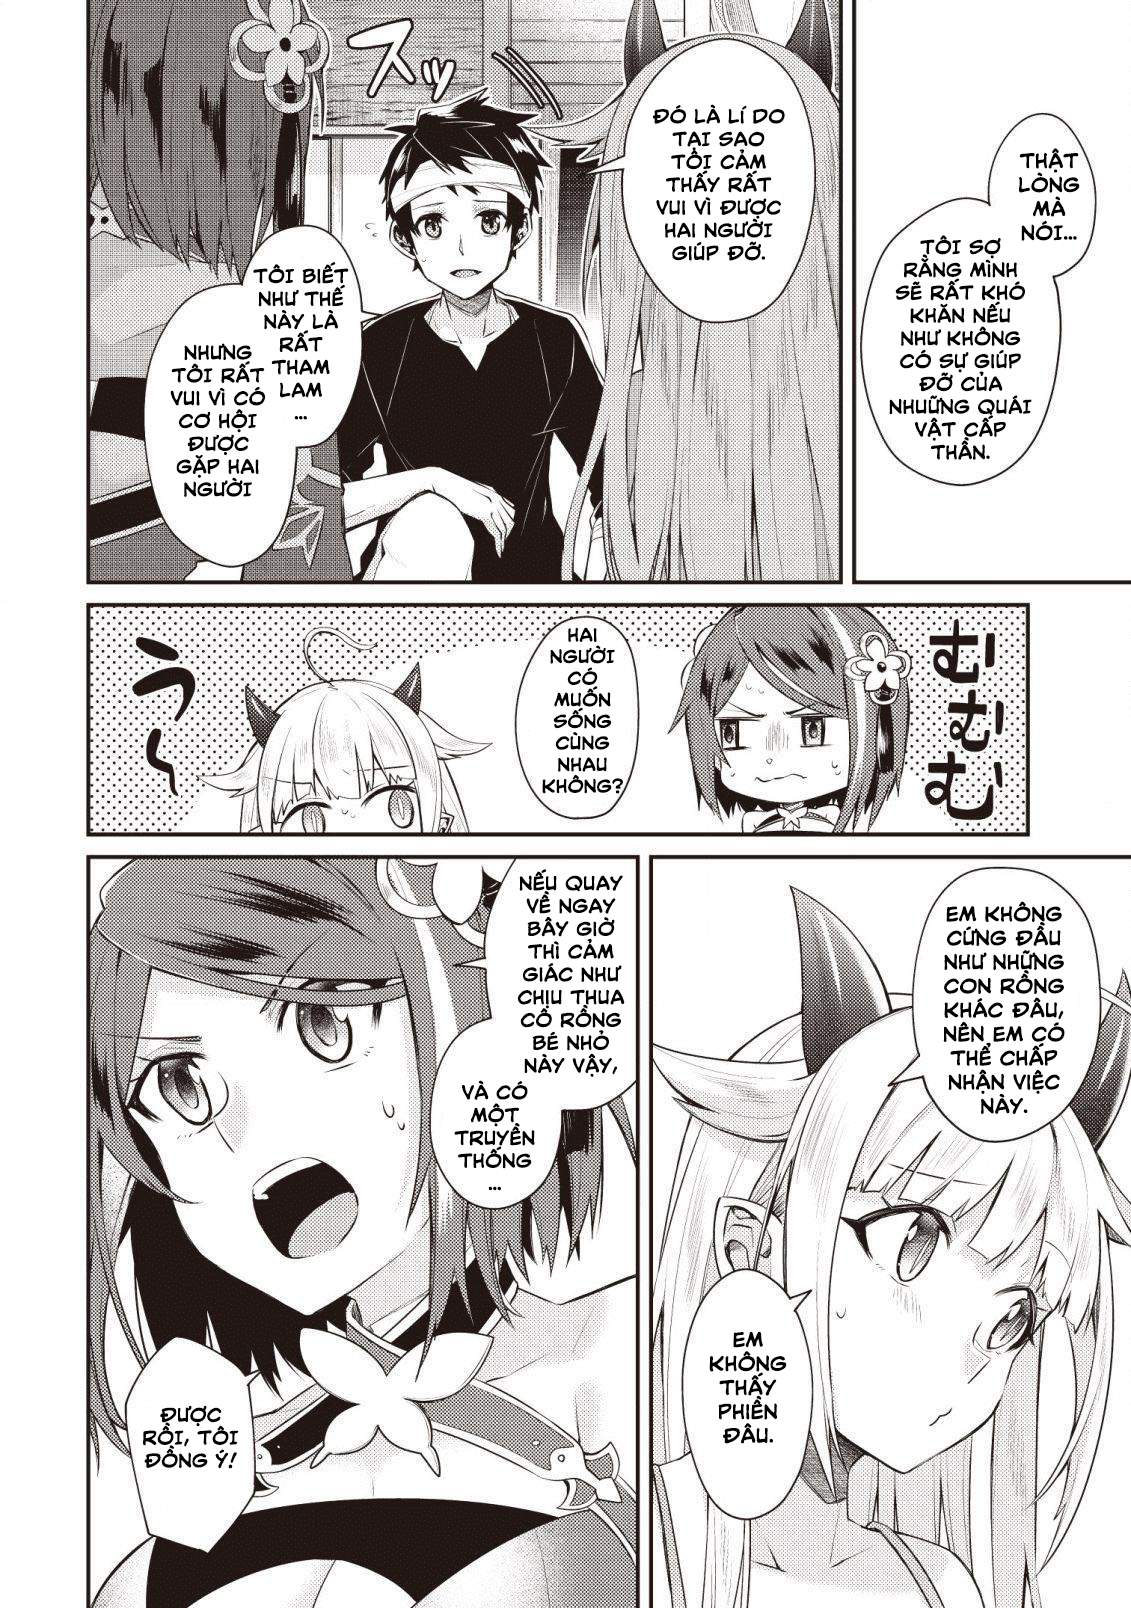 THẬT
LÒNG
MÀ
NÓI...
TÔI SỢ
RẰNG MÌNH
SẼ RẤT KHÓ
KHĂN NẾU
NHƯ KHÔNG
CÓ SỰ GIÚP
ĐỠ CỦA
NHUỮNG QUÁI
VẬT CẤP
THẦN.
ĐÓ LÀ LÍ DO
TẠI SAO
TÔI CẢM
THẤY RẤT
VUI VÌ ĐƯỢC
HAI NGƯỜI
GIÚP ĐỠ.
スッ
TÔI BIẾT
NHƯ THẾ
NÀY LÀ
RẤT
THAM
LAM
...
NHƯNG
TÔI RẤT
VUI VÌ CÓ
CƠ HỘI
ĐƯỢC
GẶP HAI
NGƯỜI
むむむ
HAI
NGƯỜI
CÓ
MUỐN
SỐNG
CÙNG
NHAU
KHÔNG?
う〜
EM KHÔNG
CỨNG ĐẦU
NHƯ NHỮNG
CON RỒNG
KHÁC ĐÂU,
NÊN EM CÓ
THỂ CHẤP
NHẬN VIỆC
NÀY.
EM
KHÔNG
THẤY
PHIỀN
ĐÂU.
NẾU QUAY
VỀ NGAY
BÂY GIỜ
THÌ CẢM
GIÁC NHƯ
CHỊU THUA
CÔ RỒNG
BÉ NHỎ
NÀY VẬY,
VÀ CÓ
MỘT
TRUYỀN
THỐNG
...
ĐƯỢC
RỒI, TÔI
ĐỒNG Ý!